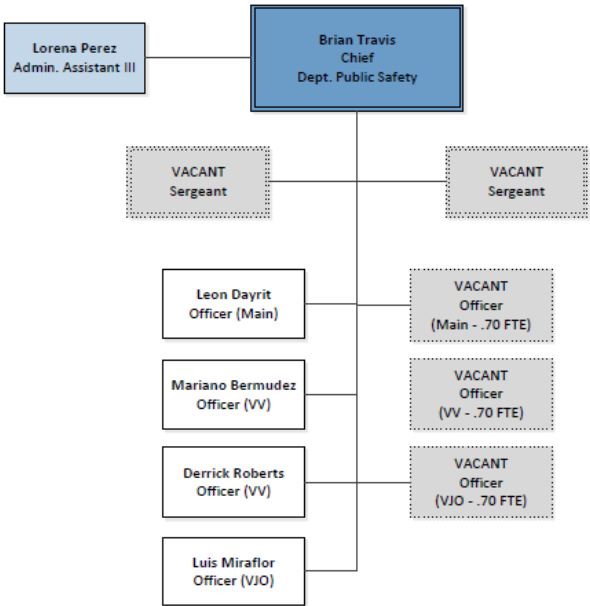 Lorena Perez
Admin. Assistant III
Brian Travis
Chief
Dept. Public Safety
VACANT
Sergeant
VACANT
Sergeant
Leon Dayrit
Officer (Main)
VACANT
Officer
(Main - .70 FTE)
Mariano Bermudez
Officer (VV)
VACANT
Officer
(VV - .70 FTE)
Derrick Roberts
Officer (VV)
VACANT
Officer
(VJO - .70 FTE)
Luis Miraflor
Officer (VJO)